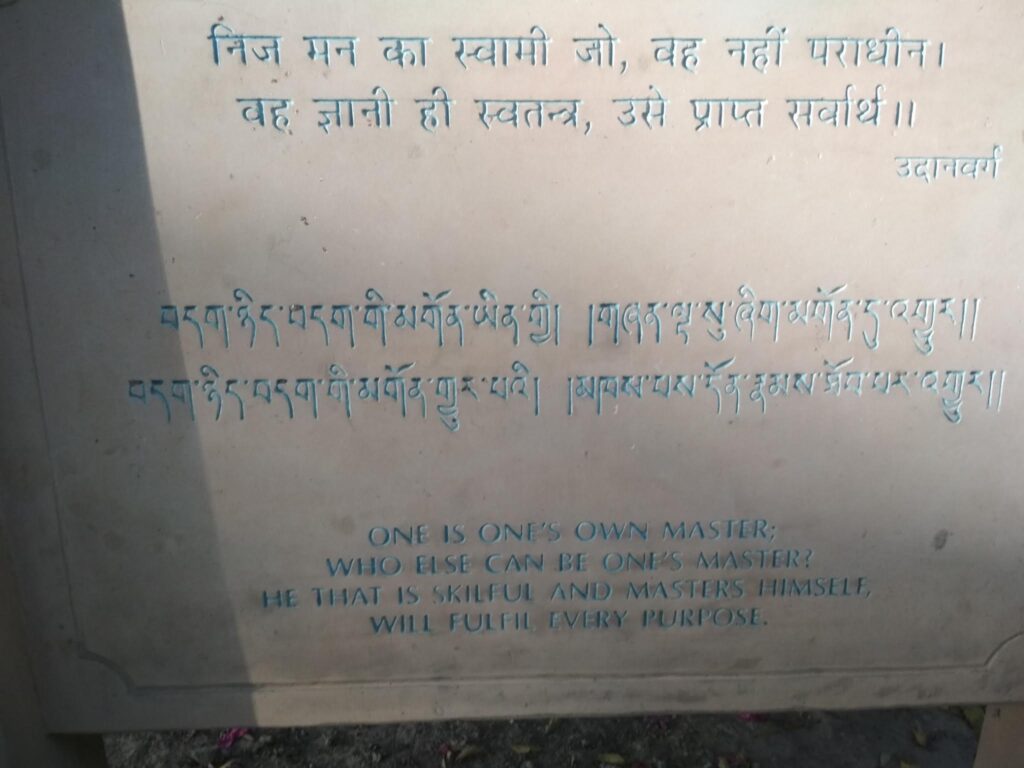 निज मन का स्वामी जो, वह नहीं पराधीन।
वह ज्ञानी ही स्वतन्त्र, उसे प्राप्त सर्वार्थ॥
उदानवर्ग
བདག་ཉིད་བདག་གི་མགོན་ཡིན་གྱི། །གཞན་ལྟ་སུ་ཞིག་མགོན་དུ་འགྱུར།།
བདག་ཉིད་བདག་གི་མགོན་གྱུར་པའི། །མཁས་པས་དོན་རྣམས་ཐོབ་པར་འགྱུར།།
ONE IS ONE'S OWN MASTER;
WHO ELSE CAN BE ONE'S MASTER?
HE THAT IS SKILFUL AND MASTERS HIMSELF,
WILL FULFIL EVERY PURPOSE.